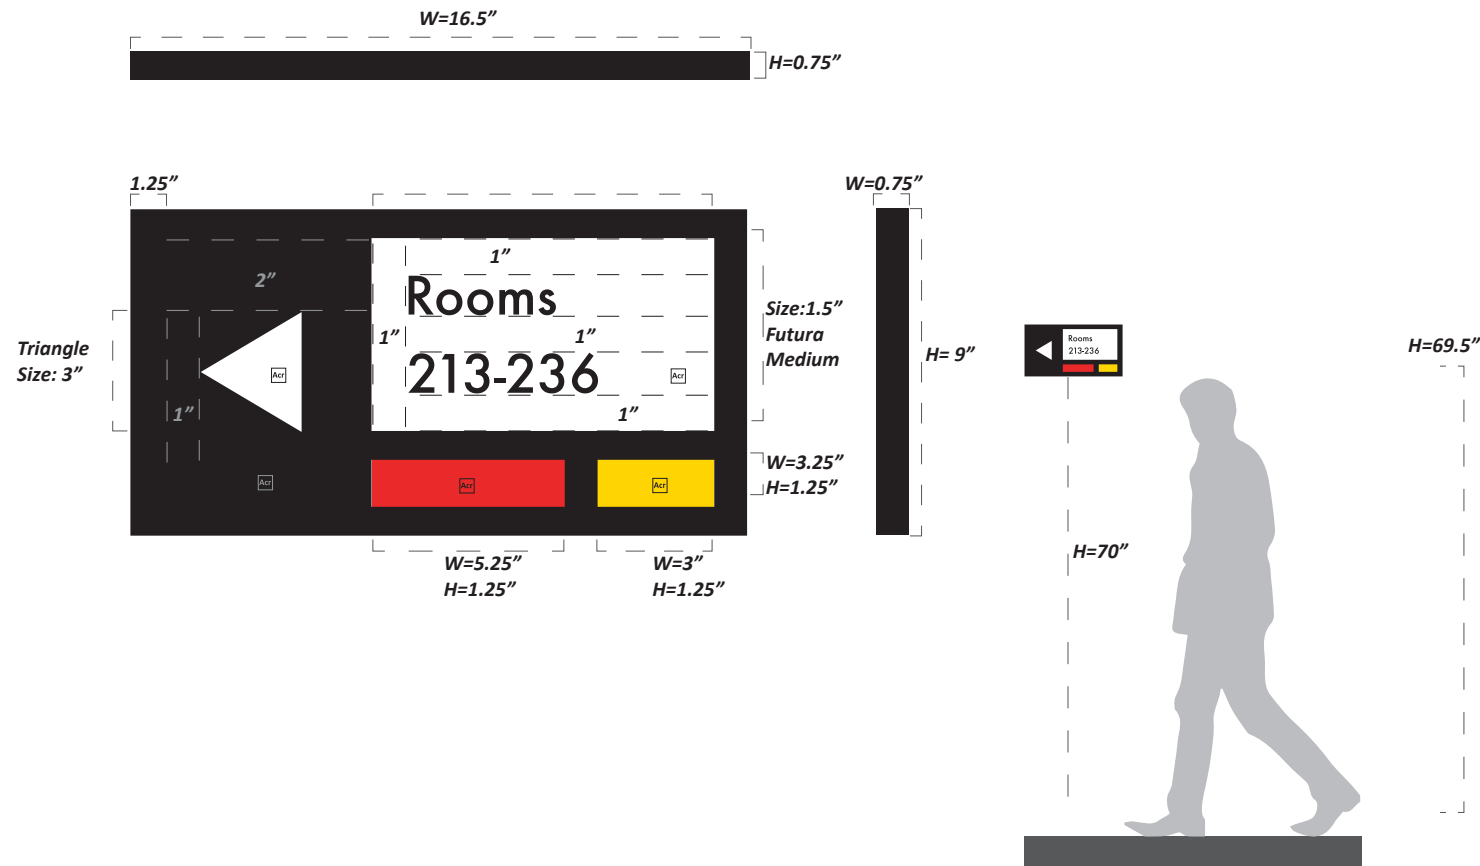 W=16.5”
H=0.75”
1.25”
W=0.75”
2”
1”
Rooms
1”
1”
213-236
Acr
Acr
1”
1”
Triangle
Size: 3”
Size:1.5”
Futura
Medium
H= 9”
Acr
Acr
Acr
W=3.25”
H=1.25”
W=5.25”
H=1.25”
W=3”
H=1.25”
Rooms
213-236
H=70”
H=69.5”